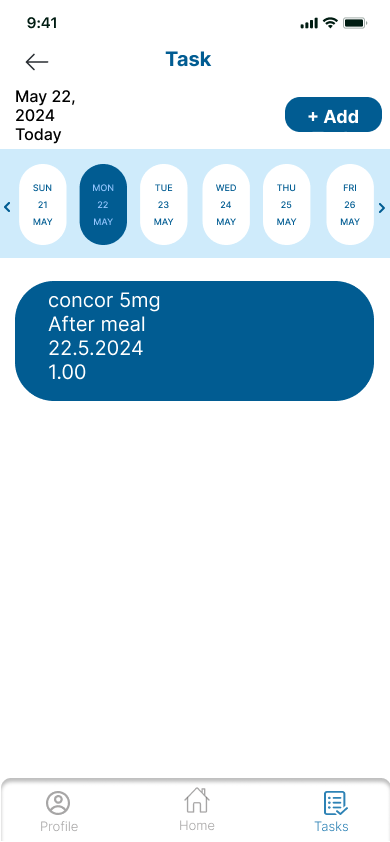 9:41
Task
May 22,
2024
Today
+ Add
SUN MON TUE WED THU FRI
21 22 23 24 25 26
MAY MAY MAY MAY MAY MAY
concor 5mg
After meal
22.5.2024
1.00
Profile Home Tasks